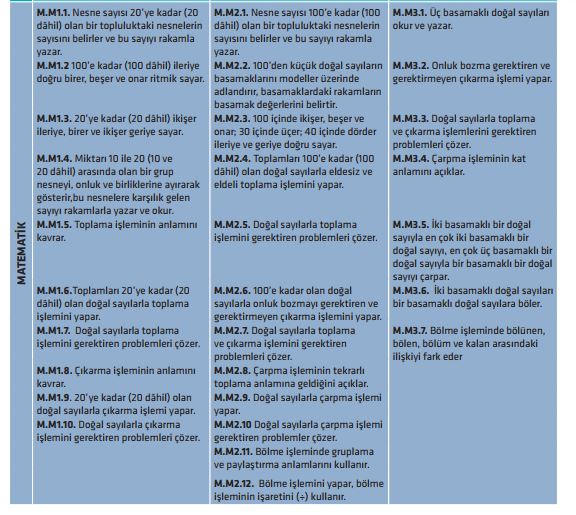 MATEMATİK
M.M1.1. Nesne sayısı 20'ye kadar (20
dâhil) olan bir topluluktaki nesnelerin
sayısını belirler ve bu sayıyı rakamla
yazar.
M.M1.2 100'e kadar (100 dâhil) ileriye
doğru birer, beşer ve onar ritmik sayar.
M.M1.3. 20'ye kadar (20 dâhil) ikişer
ileriye, birer ve ikişer geriye sayar.
M.M1.4. Miktarı 10 ile 20 (10 ve
20 dâhil) arasında olan bir grup
nesneyi, onluk ve birliklerine ayırarak
gösterir,bu nesnelere karşılık gelen
sayıyı rakamlarla yazar ve okur.
M.M1.5. Toplama işleminin anlamını
kavrar.
M.M1.6.Toplamları 20'ye kadar (20
dâhil) olan doğal sayılarla toplama
işlemini yapar.
M.M1.7. Doğal sayılarla toplama
işlemini gerektiren problemleri çözer.
M.M1.8. Çıkarma işleminin anlamını
kavrar.
M.M1.9. 20'ye kadar (20 dâhil) olan
doğal sayılarla çıkarma işlemi yapar.
M.M1.10. Doğal sayılarla çıkarma
işlemini gerektiren problemleri çözer.
M.M2.1. Nesne sayısı 100'e kadar (100
dâhil) olan bir topluluktaki nesnelerin
sayısını belirler ve bu sayıyı rakamla
yazar.
M.M2.2. 100'den küçük doğal sayıların
basamaklarını modeller üzerinde
adlandırır, basamaklardaki rakamların
basamak değerlerini belirtir.
M.M2.3. 100 içinde ikişer, beşer ve
onar; 30 içinde üçer; 40 içinde dörder
ileriye ve geriye doğru sayar.
M.M2.4. Toplamları 100'e kadar (100
dâhil) olan doğal sayılarla eldesiz ve
eldeli toplama işlemini yapar.
M.M2.5. Doğal sayılarla toplama
işlemini gerektiren problemleri çözer.
M.M2.6. 100'e kadar olan doğal
sayılarla onluk bozmayı gerektiren ve
gerektirmeyen çıkarma işlemini yapar.
M.M2.7. Doğal sayılarla toplama
ve çıkarma işlemini gerektiren
problemleri çözer.
M.M2.8. Çarpma işleminin tekrarlı
toplama anlamına geldiğini açıklar.
M.M2.9. Doğal sayılarla çarpma işlemi
yapar.
M.M2.10 Doğal sayılarla çarpma işlemi
gerektiren problemler çözer.
M.M2.11. Bölme işleminde gruplama
ve paylaştırma anlamlarını kullanır.
M.M2.12. Bölme işlemini yapar, bölme
işleminin işaretini (÷) kullanır.
M.M3.1. Üç basamaklı doğal sayıları
okur ve yazar.
M.M3.2. Onluk bozma gerektiren ve
gerektirmeyen çıkarma işlemi yapar.
M.M3.3. Doğal sayılarla toplama
ve çıkarma işlemlerini gerektiren
problemleri çözer.
M.M3.4. Çarpma işleminin kat
anlamını açıklar.
M.M3.5. İki basamaklı bir doğal
sayıyla en çok iki basamaklı bir
doğal sayıyı, en çok üç basamaklı bir
doğal sayıyla bir basamaklı bir doğal
sayıyı çarpar.
M.M3.6. İki basamaklı doğal sayıları
bir basamaklı doğal sayılara böler.
M.M3.7. Bölme işleminde bölünen,
bölen, bölüm ve kalan arasındaki
ilişkiyi fark eder